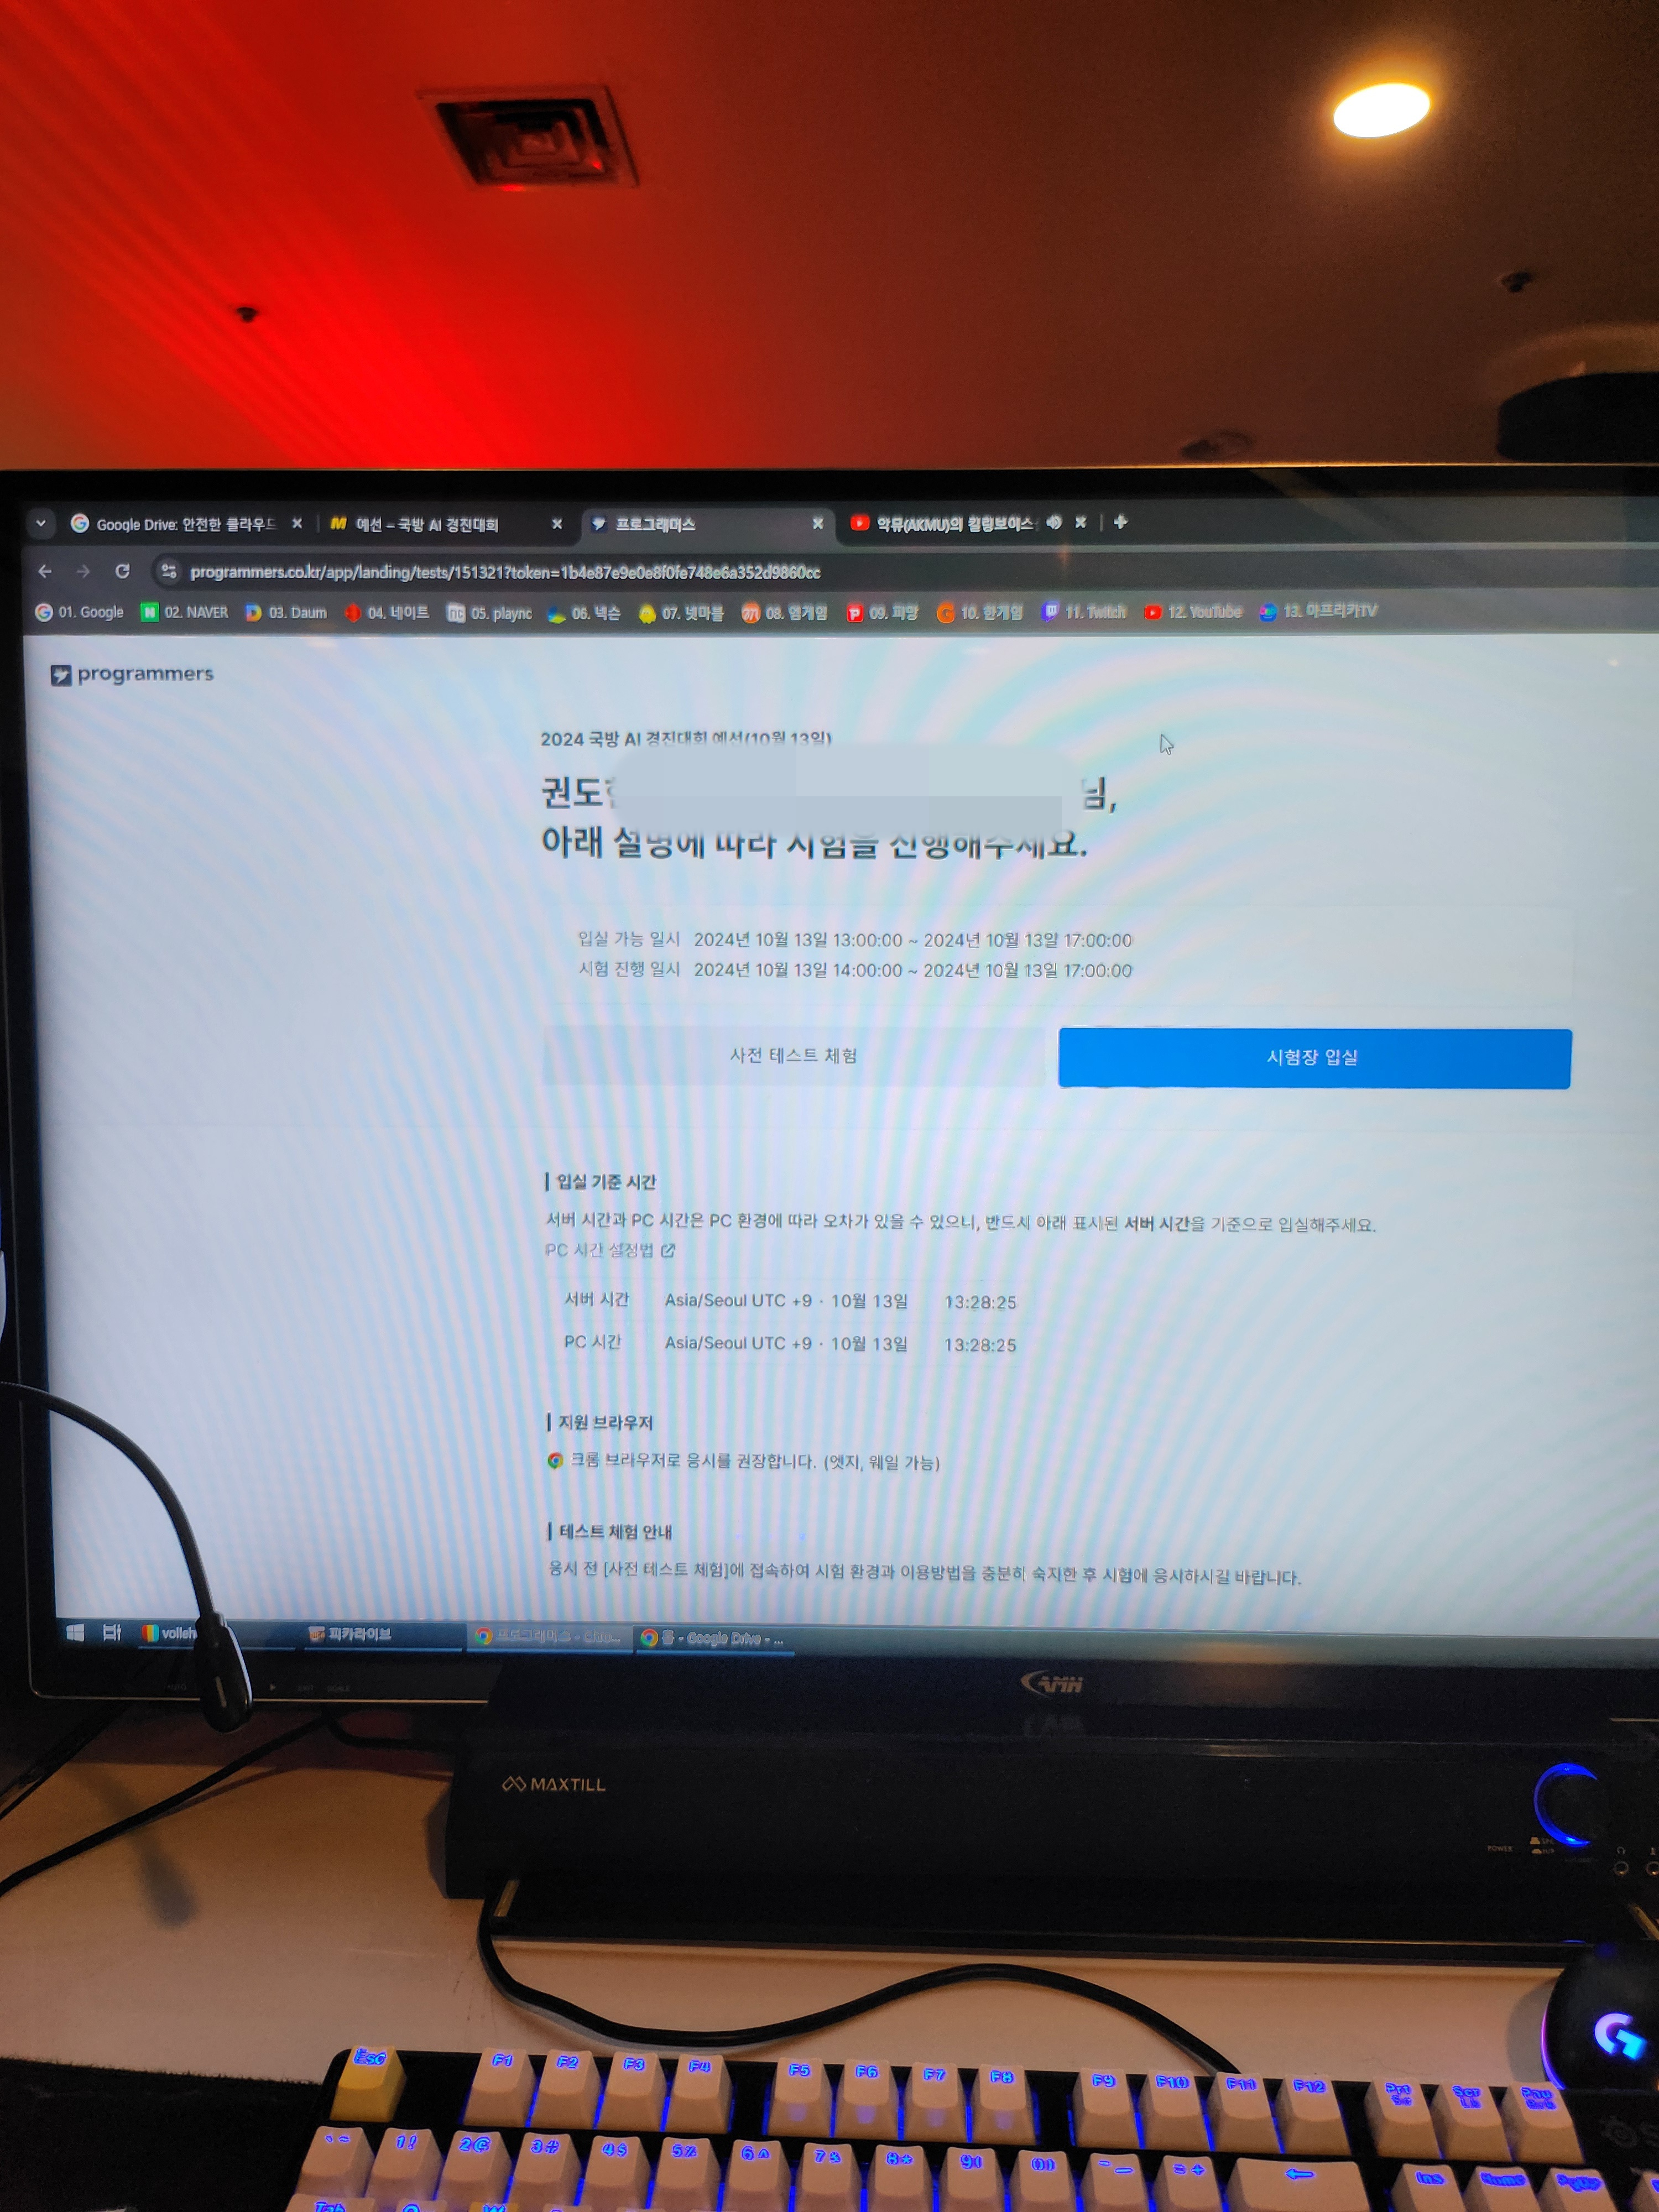 Google Drive: 안전한 클라우드
예선 – 국방 AI 경진대회
프로그래머스
악뮤(AKMU)의 킬링보이스
programmers.co.kr/app/landing/tests/151321?token=1b4e87e9e0e8f0fe748e6a352d9860cc
01. Google 02. NAVER 03. Daum 04. 네이트 05. plaync 06. 넥슨 07. 넷마블 08. 엠게임 09. 피망 10. 한게임 11. Twitch 12. YouTube 13. 아프리카TV
programmers
2024 국방 AI 경진대회 예선(10월 13일)
권도 님,
아래 설명에 따라 시험을 진행해주세요.
입실 가능 일시 2024년 10월 13일 13:00:00 ~ 2024년 10월 13일 17:00:00
시험 진행 일시 2024년 10월 13일 14:00:00 ~ 2024년 10월 13일 17:00:00
사전 테스트 체험
시험장 입실
입실 기준 시간
서버 시간과 PC 시간은 PC 환경에 따라 오차가 있을 수 있으니, 반드시 아래 표시된 서버 시간을 기준으로 입실해주세요.
PC 시간 설정법
서버 시간 Asia/Seoul UTC +9 · 10월 13일 13:28:25
PC 시간 Asia/Seoul UTC +9 · 10월 13일 13:28:25
지원 브라우저
크롬 브라우저로 응시를 권장합니다. (엣지, 웨일 가능)
테스트 체험 안내
응시 전 [사전 테스트 체험]에 접속하여 시험 환경과 이용방법을 충분히 숙지한 후 시험에 응시하시길 바랍니다.
피카라이브
프로그래머스 - Chro...
홈 - Google Drive - ...
MAXTILL
POWER
Esc F1 F2 F3 F4 F5 F6 F7 F8 F9 F10 F11 F12 Prt Sc Scr Lk
1! 2@ 3# 4$ 5% 6^ 7& 8* 9( 0) -_ =+ ← Ins Home PgUp
Tab Q W